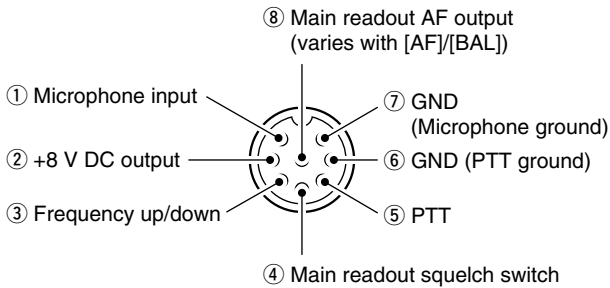 ⑧ Main readout AF output
(varies with [AF]/[BAL])
① Microphone input
⑦ GND
(Microphone ground)
② +8 V DC output
⑥ GND (PTT ground)
③ Frequency up/down
⑤ PTT
④ Main readout squelch switch